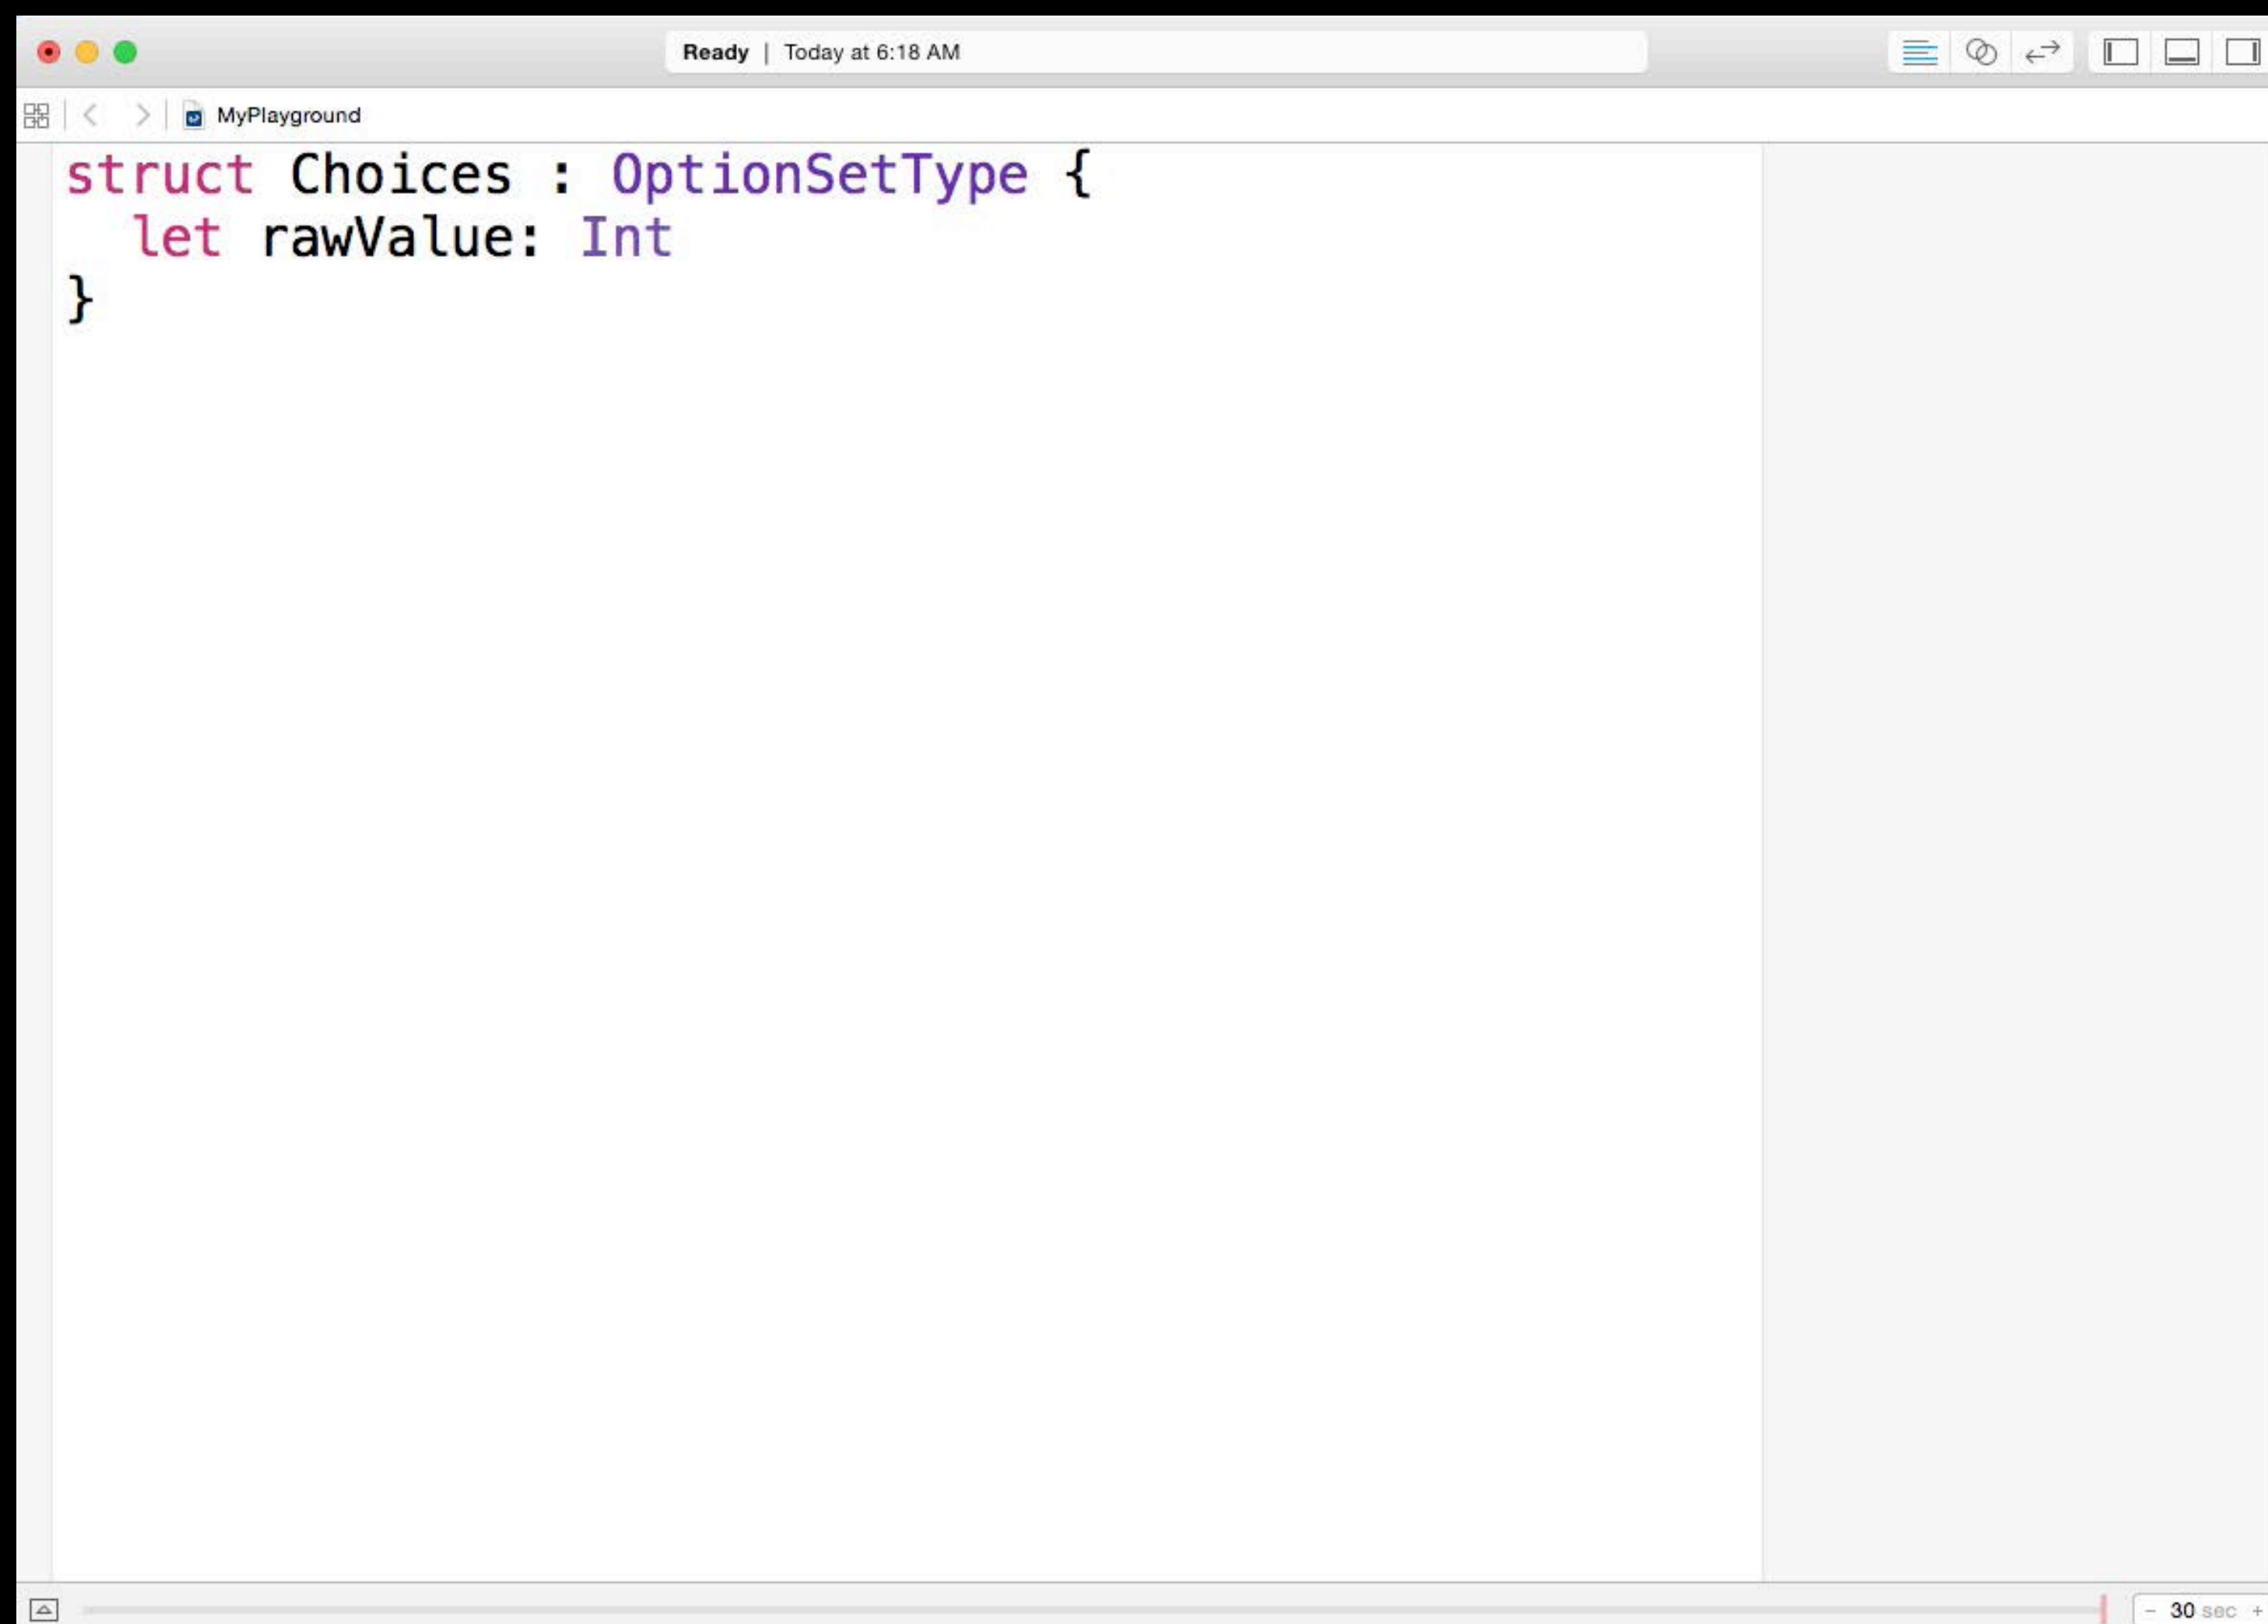 Ready | Today at 6:18 AM
MyPlayground
struct Choices : OptionSetType {
  let rawValue: Int
}
- 30 sec +